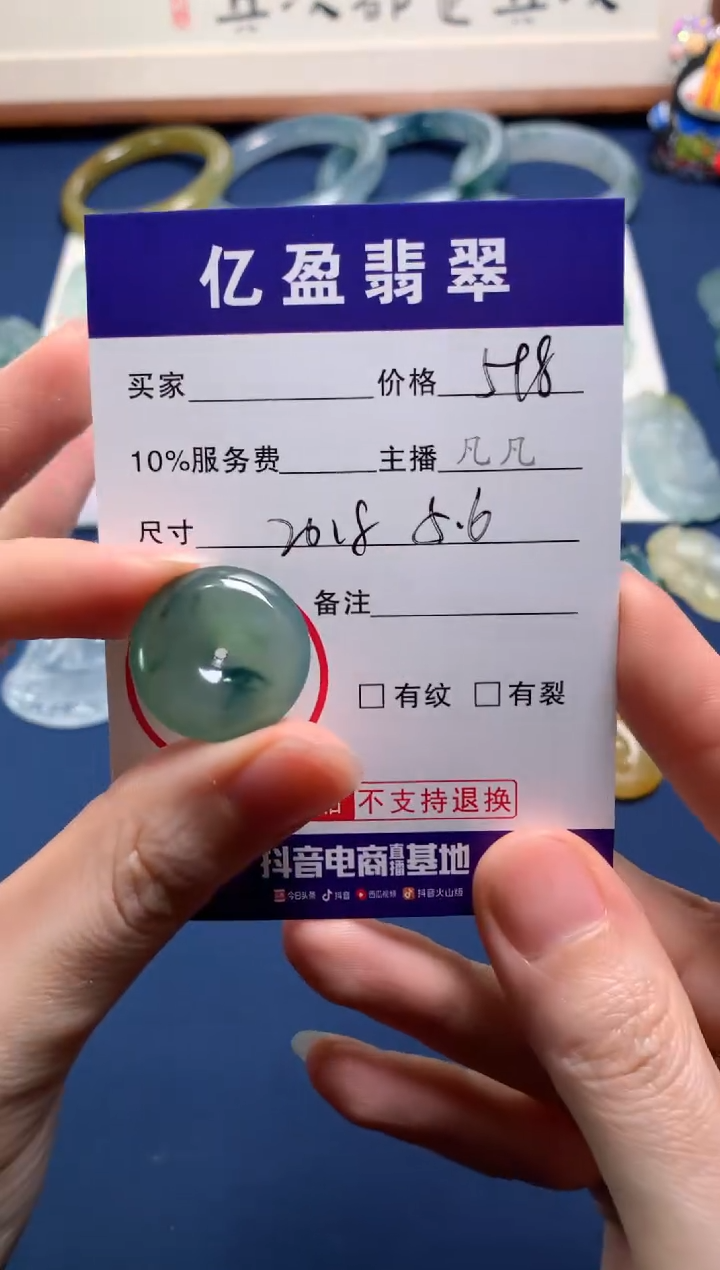 亿盈翡翠
买家 价格 598
10%服务费 主播 凡凡
尺寸 2018 5.6
备注
□有纹 □有裂
不支持退换
抖音电商直播基地
今日头条 抖音 西瓜视频 抖音火山版